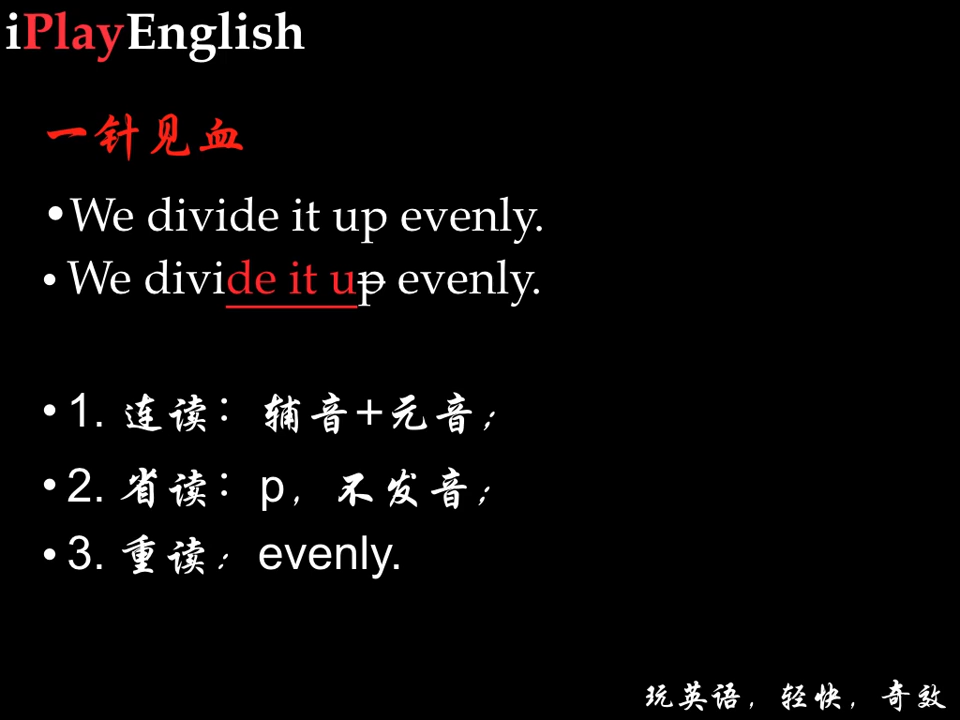 iPlayEnglish
一针见血
•We divide it up evenly.
• We divide it up evenly.
• 1. 连读：辅音+元音；
• 2. 省读：p，不发音；
• 3. 重读：evenly.
玩英语，轻快，奇效